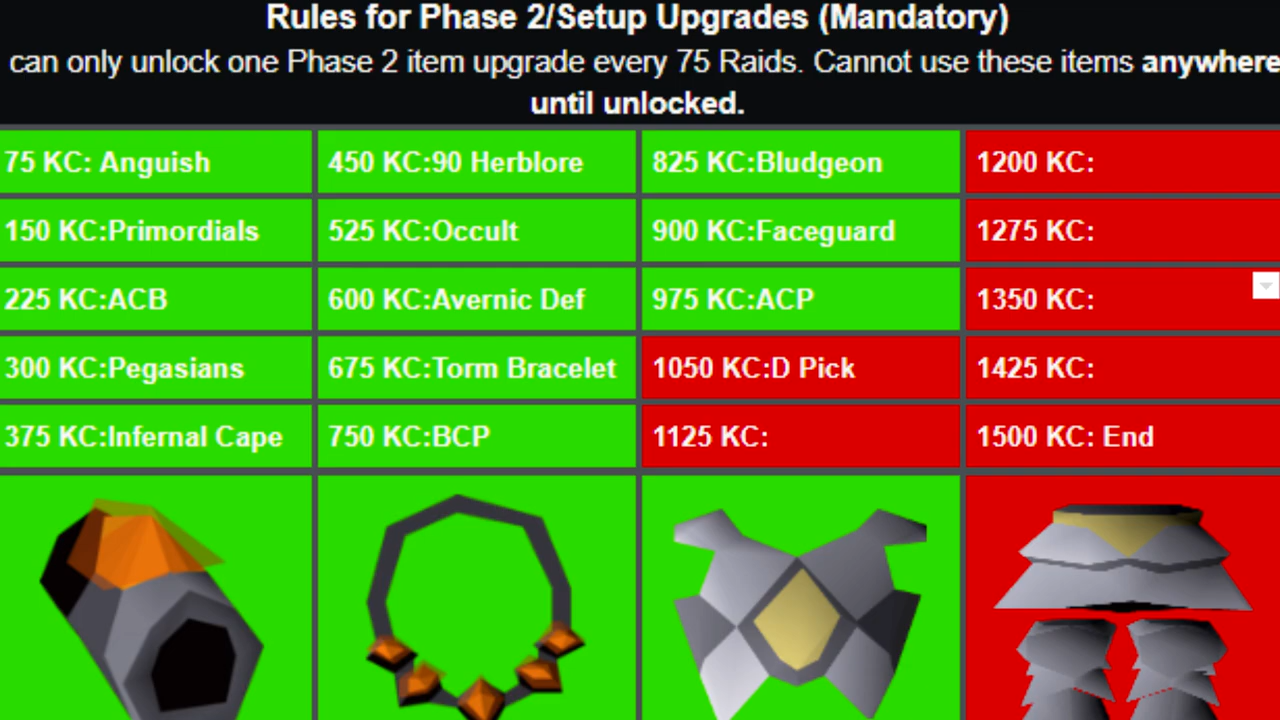 Rules for Phase 2/Setup Upgrades (Mandatory)
can only unlock one Phase 2 item upgrade every 75 Raids. Cannot use these items anywhere
until unlocked.
75 KC: Anguish
450 KC:90 Herblore
825 KC:Bludgeon
1200 KC:
150 KC:Primordials
525 KC:Occult
900 KC:Faceguard
1275 KC:
225 KC:ACB
600 KC:Avernic Def
975 KC:ACP
1350 KC:
300 KC:Pegasians
675 KC:Torm Bracelet
1050 KC:D Pick
1425 KC:
375 KC:Infernal Cape
750 KC:BCP
1125 KC:
1500 KC: End